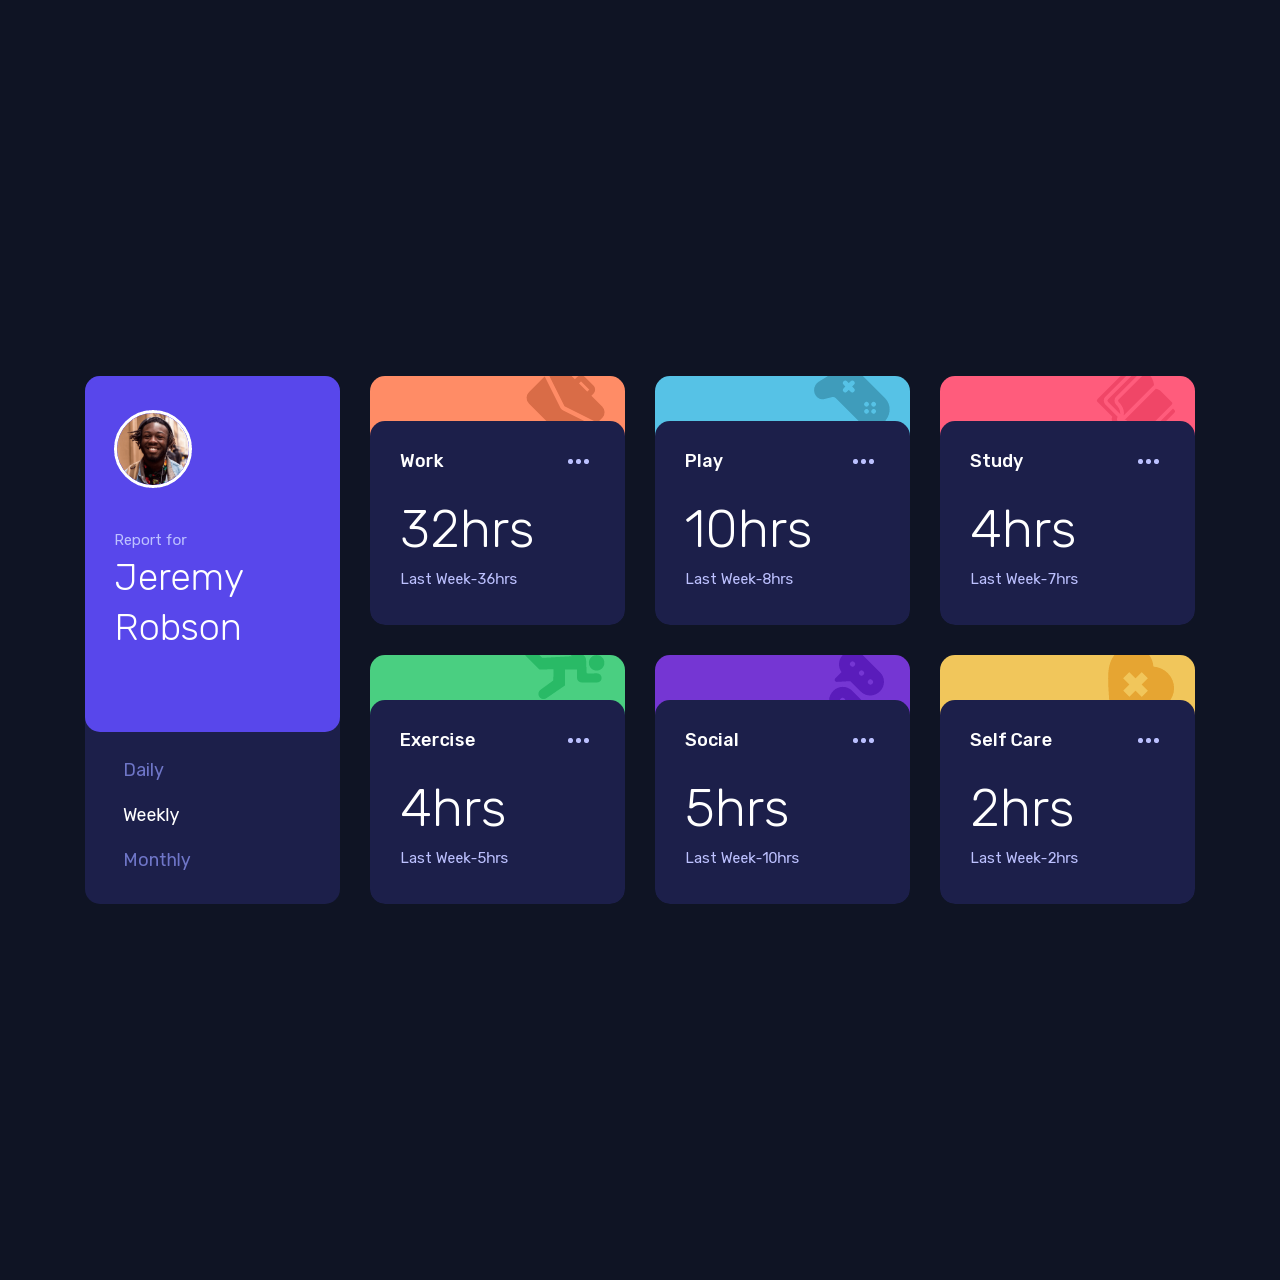 Report for
Jeremy
Robson
Daily
Weekly
Monthly
Work
32hrs
Last Week-36hrs
Play
10hrs
Last Week-8hrs
Study
4hrs
Last Week-7hrs
Exercise
4hrs
Last Week-5hrs
Social
5hrs
Last Week-10hrs
Self Care
2hrs
Last Week-2hrs